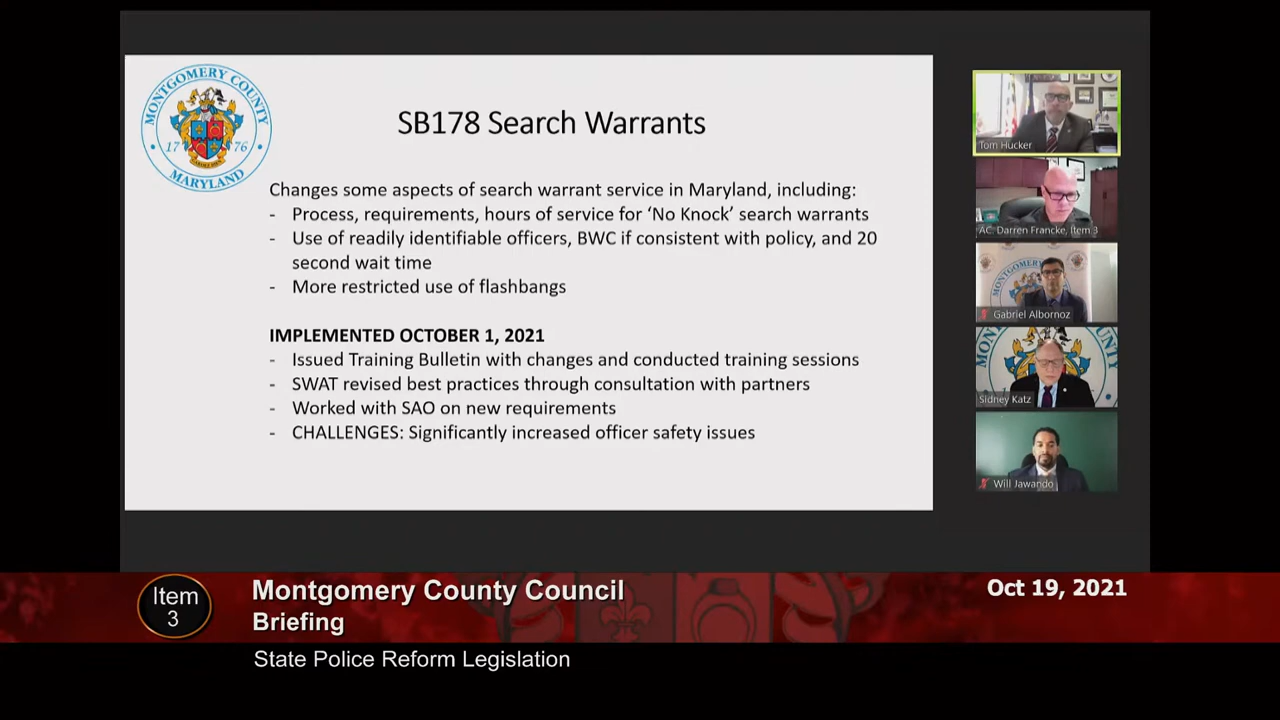 MONTGOMERY COUNTY
17 76
MARYLAND
SB178 Search Warrants
Changes some aspects of search warrant service in Maryland, including:
- Process, requirements, hours of service for ‘No Knock’ search warrants
- Use of readily identifiable officers, BWC if consistent with policy, and 20
second wait time
- More restricted use of flashbangs
IMPLEMENTED OCTOBER 1, 2021
- Issued Training Bulletin with changes and conducted training sessions
- SWAT revised best practices through consultation with partners
- Worked with SAO on new requirements
- CHALLENGES: Significantly increased officer safety issues
Tom Hucker
AC. Darren Francke, Item 3
Gabriel Albornoz
Sidney Katz
Will Jawando
Item
3
Montgomery County Council
Briefing
Oct 19, 2021
State Police Reform Legislation